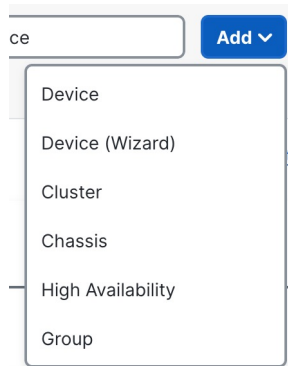 ce
Add
Device
Device (Wizard)
Cluster
Chassis
High Availability
Group